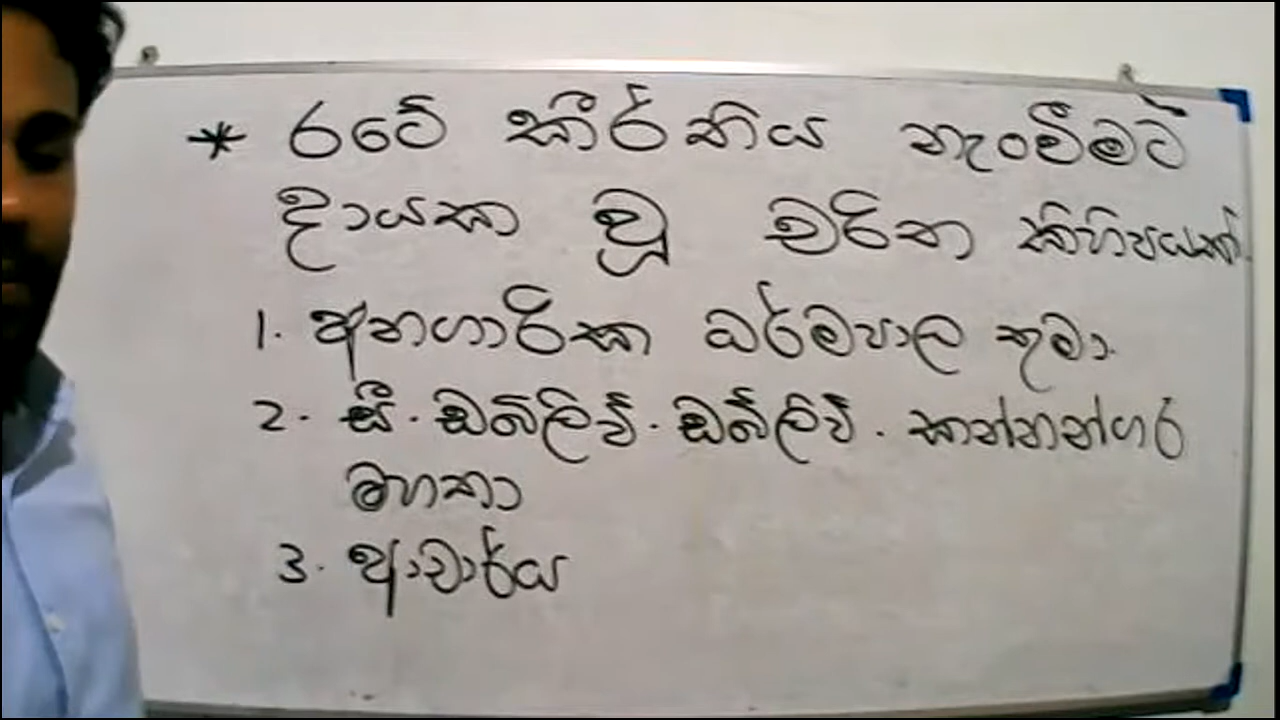 * රටේ කීර්තිය නැංවීමට
දායක වූ චරිත කිහිපයක්
1. අනගාරික ධර්මපාල තුමා.
2. සී. ඩබ්ලිව්. ඩබ්ලිව්. කන්නන්ගර
මහතා
3. ආචාර්ය